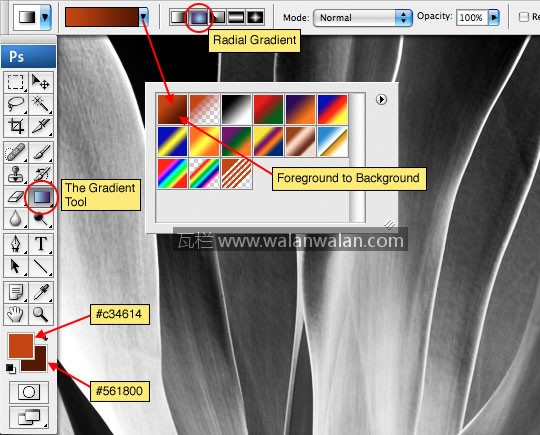 Mode: Normal
Opacity: 100%
Radial Gradient
Ps
Foreground to Background
The Gradient
Tool
瓦栏 www.walanwalan.com
T
#c34614
#561800